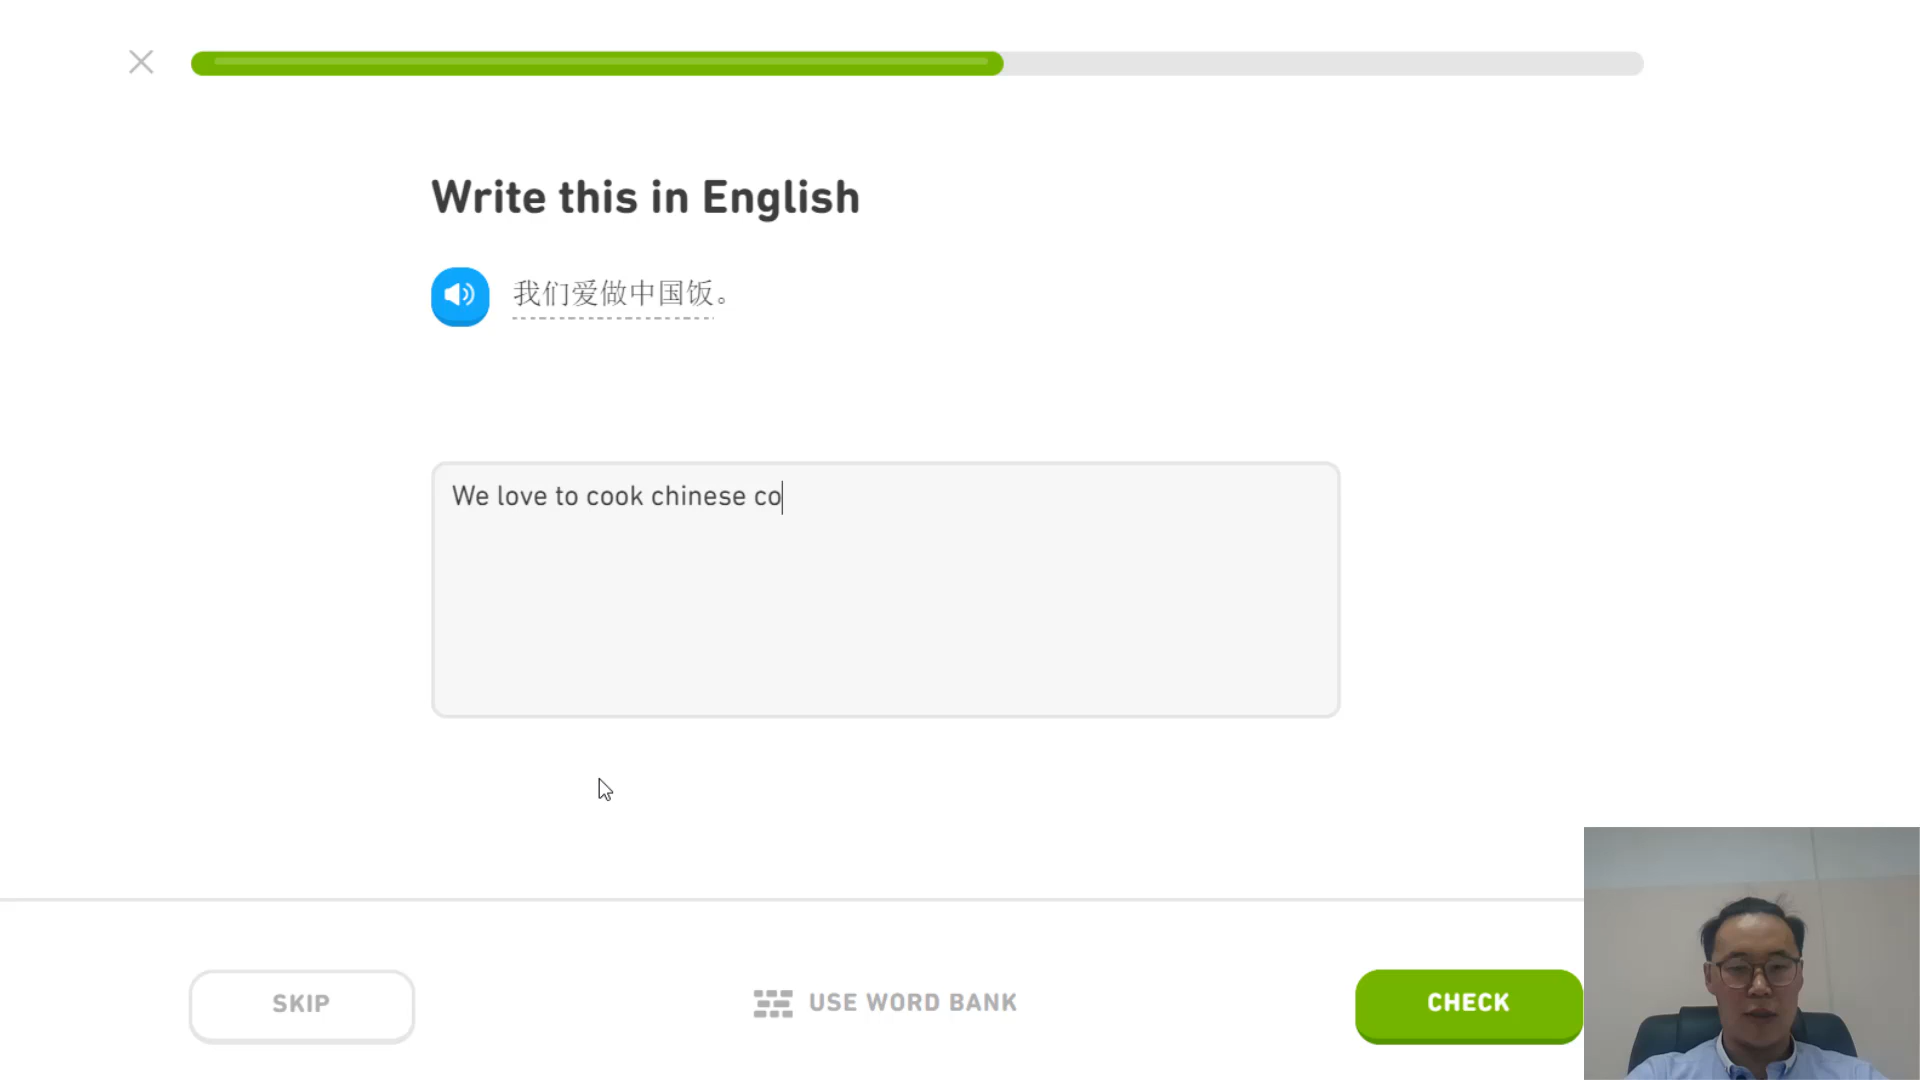 Write this in English
我们爱做中国饭。
We love to cook chinese co
SKIP
USE WORD BANK
CHECK